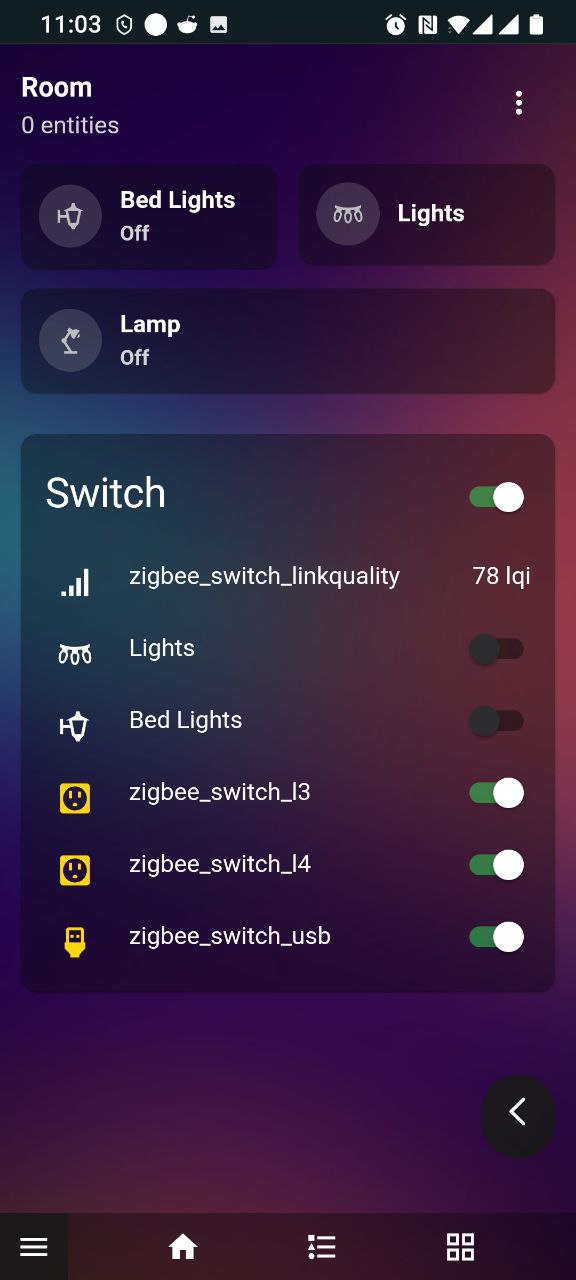 11:03
Room
0 entities
Bed Lights
Off
Lights
Lamp
Off
Switch
zigbee_switch_linkquality 78 lqi
Lights
Bed Lights
zigbee_switch_l3
zigbee_switch_l4
zigbee_switch_usb